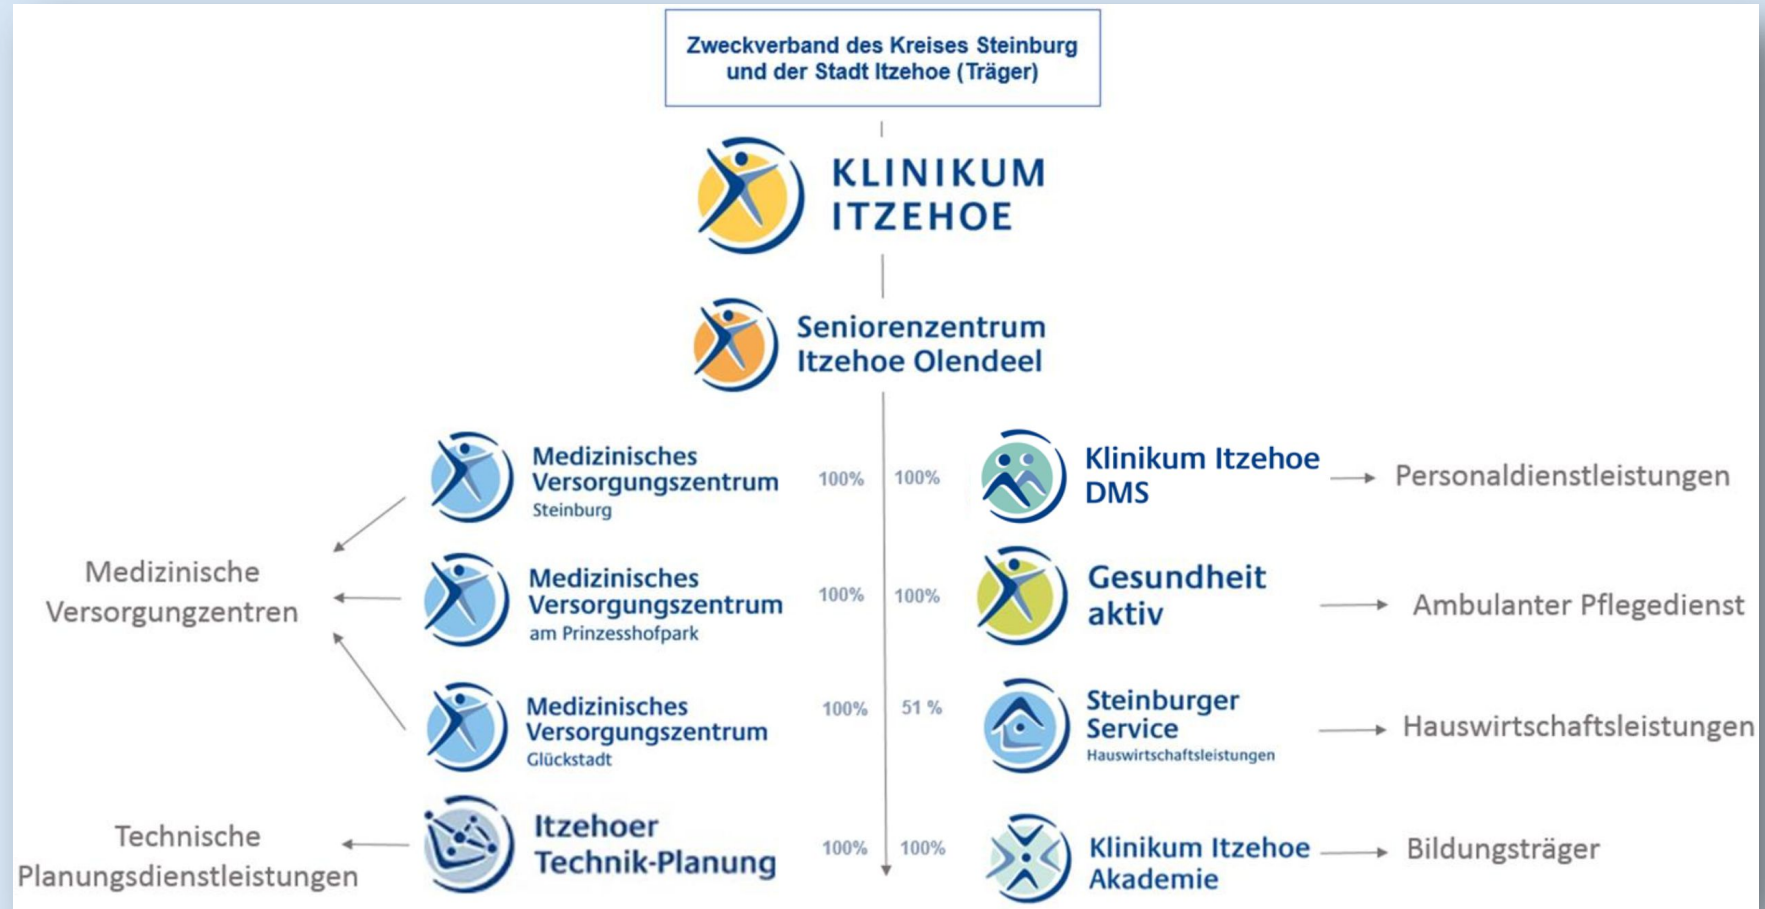 Zweckverband des Kreises Steinburg
und der Stadt Itzehoe (Träger)
KLINIKUM
ITZEHOE
Seniorenzentrum
Itzehoe Olendeel
Medizinisches
Versorgungszentrum
Steinburg
100%
100%
Klinikum Itzehoe
DMS
Personaldienstleistungen
Medizinische
Versorgungzentren
Medizinisches
Versorgungszentrum
am Prinzesshofpark
100%
100%
Gesundheit
aktiv
Ambulanter Pflegedienst
Medizinisches
Versorgungszentrum
Glückstadt
100%
51 %
Steinburger
Service
Hauswirtschaftsleistungen
Hauswirtschaftsleistungen
Technische
Planungsdienstleistungen
Itzehoer
Technik-Planung
100%
100%
Klinikum Itzehoe
Akademie
Bildungsträger